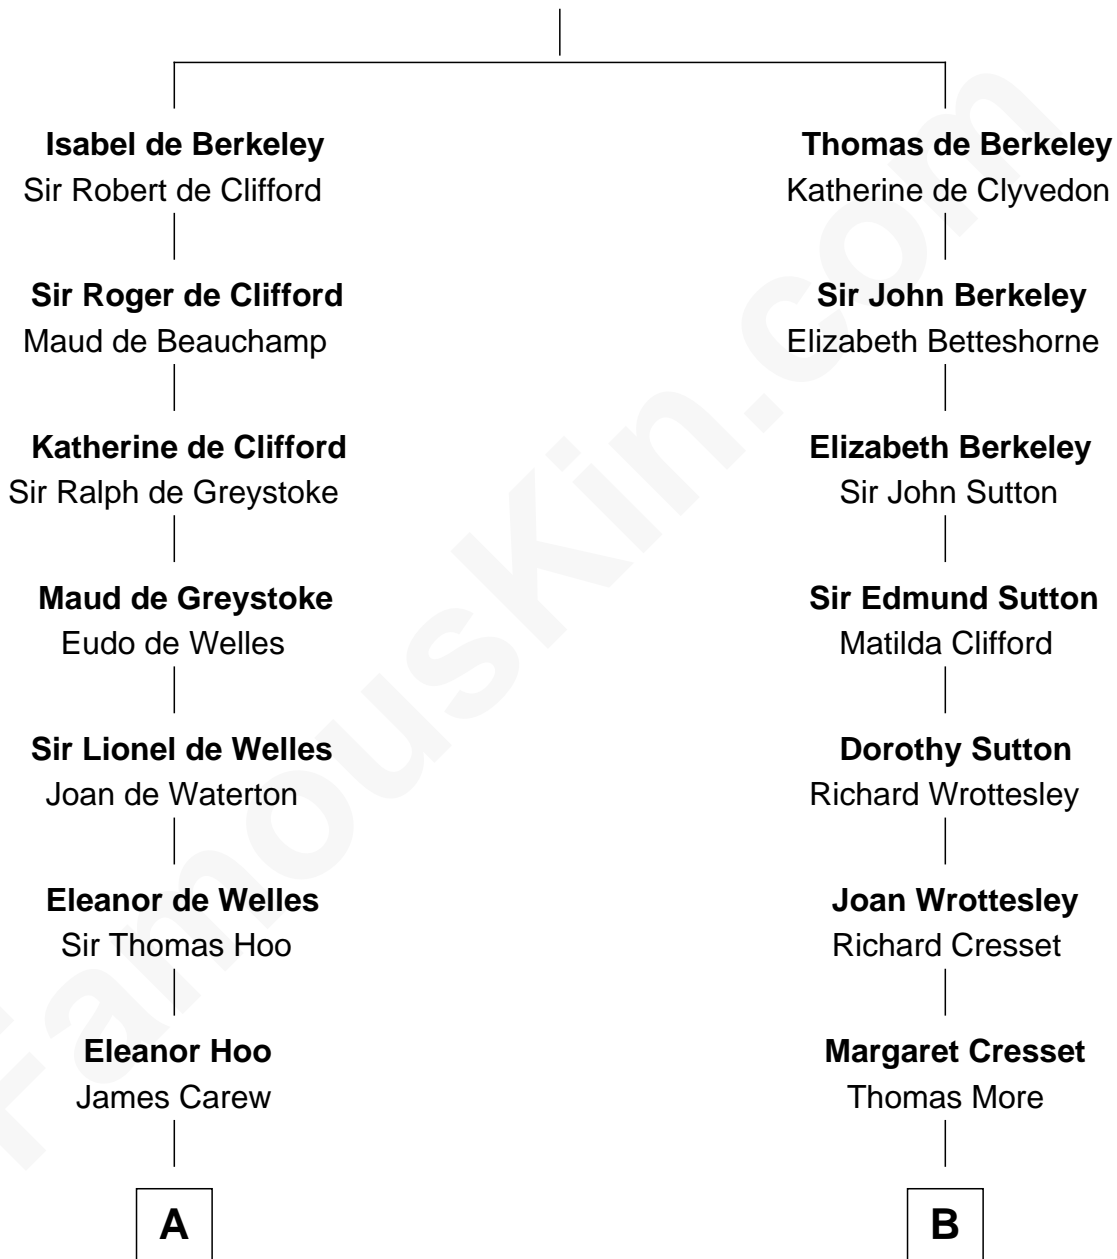 Isabel de Berkeley
Sir Robert de Clifford
Sir Roger de Clifford
Maud de Beauchamp
Katherine de Clifford
Sir Ralph de Greystoke
Maud de Greystoke
Eudo de Welles
Sir Lionel de Welles
Joan de Waterton
Eleanor de Welles
Sir Thomas Hoo
Eleanor Hoo
James Carew
A
Thomas de Berkeley
Katherine de Clyvedon
Sir John Berkeley
Elizabeth Betteshorne
Elizabeth Berkeley
Sir John Sutton
Sir Edmund Sutton
Matilda Clifford
Dorothy Sutton
Richard Wrottesley
Joan Wrottesley
Richard Cresset
Margaret Cresset
Thomas More
B
FamousKin.com